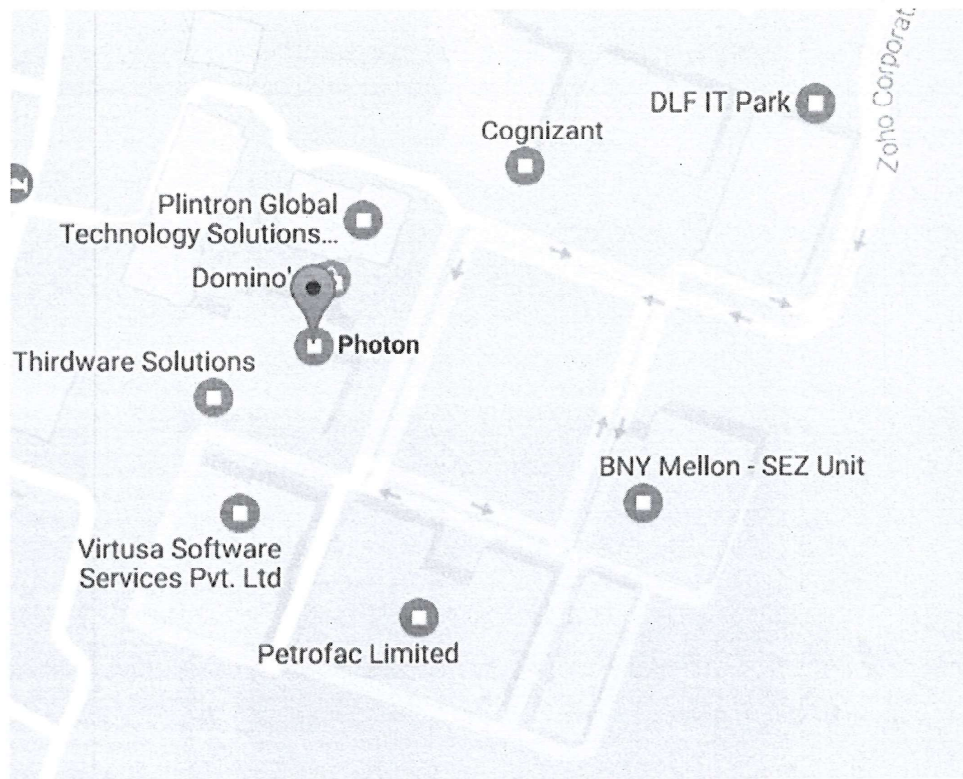 Zoho Corporat.
DLF IT Park
Cognizant
Plintron Global
Technology Solutions...
Domino'
Photon
Thirdware Solutions
BNY Mellon - SEZ Unit
Virtusa Software
Services Pvt. Ltd
Petrofac Limited